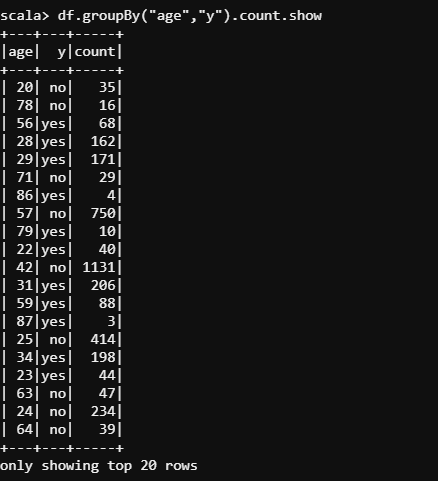 scala> df.groupBy("age","y").count.show
+---+---+-----+
|age|  y|count|
+---+---+-----+
| 20| no|   35|
| 78| no|   16|
| 56|yes|   68|
| 28|yes|  162|
| 29|yes|  171|
| 71| no|   29|
| 86|yes|    4|
| 57| no|  750|
| 79|yes|   10|
| 22|yes|   40|
| 42| no| 1131|
| 31|yes|  206|
| 59|yes|   88|
| 87|yes|    3|
| 25| no|  414|
| 34|yes|  198|
| 23|yes|   44|
| 63| no|   47|
| 24| no|  234|
| 64| no|   39|
+---+---+-----+
only showing top 20 rows